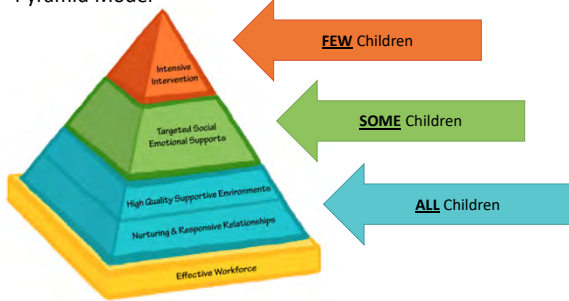 Pyramid Model
FEW Children
Intensive
Intervention
SOME Children
Targeted Social
Emotional Supports
High Quality Supportive Environments
ALL Children
Nurturing & Responsive Relationships
Effective Workforce